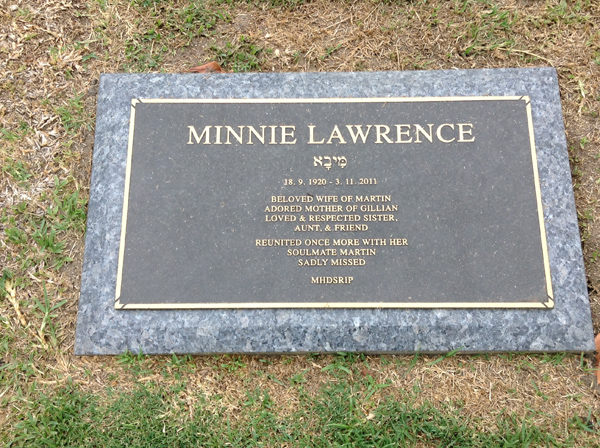 MINNIE LAWRENCE
מִיבָא
18. 9. 1920 - 3. 11. 2011
BELOVED WIFE OF MARTIN
ADORED MOTHER OF GILLIAN
LOVED & RESPECTED SISTER,
AUNT, & FRIEND
REUNITED ONCE MORE WITH HER
SOULMATE MARTIN
SADLY MISSED
MHDSRIP